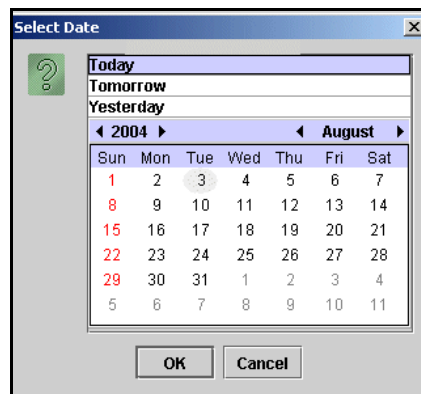 Select Date
Today
Tomorrow
Yesterday
2004 August
Sun Mon Tue Wed Thu Fri Sat
1 2 3 4 5 6 7
8 9 10 11 12 13 14
15 16 17 18 19 20 21
22 23 24 25 26 27 28
29 30 31 1 2 3 4
5 6 7 8 9 10 11
OK Cancel